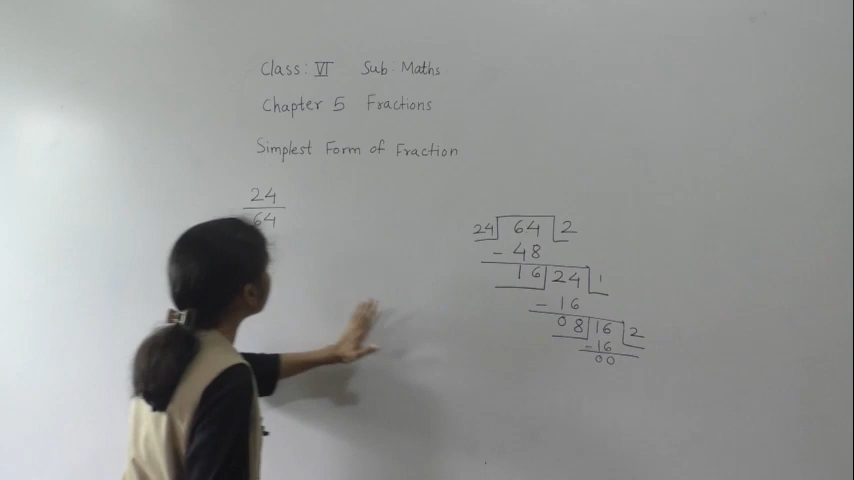 Class: VI Sub: Maths
Chapter 5 Fractions
Simplest Form of Fraction
24
64
24 64 2
- 48
16 24 1
- 16
08 16 2
- 16
00